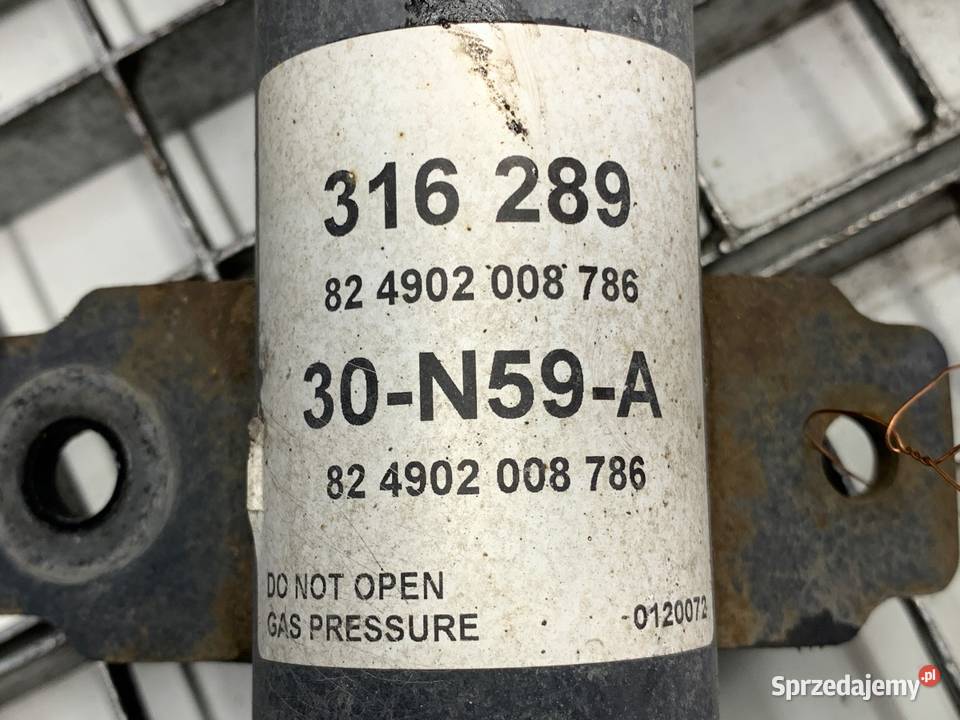 316 289
82 4902 008 786
30-N59-A
82 4902 008 786
DO NOT OPEN
GAS PRESSURE
0120072
Sprzedajemy.pl